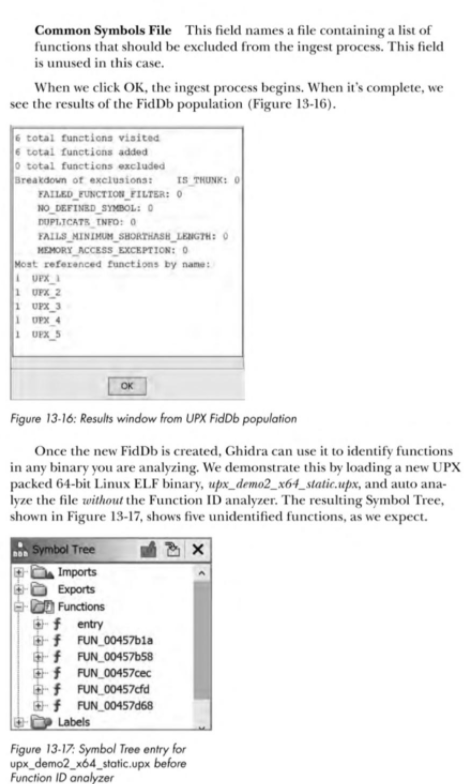 Common Symbols File This field names a file containing a list of
functions that should be excluded from the ingest process. This field
is unused in this case.
When we click OK, the ingest process begins. When it's complete, we
see the results of the FidDb population (Figure 13-16).
6 total functions visited
6 total functions added
0 total functions excluded
Breakdown of exclusions: IS_THUNK: 0
FAILED_FUNCTION_FILTER: 0
NO_DEFINED_SYMBOL: 0
DUPLICATE_INFO: 0
FAILS_MINIMUM_SHORTHASH_LENGTH: 0
MEMORY_ACCESS_EXCEPTION: 0
Most referenced functions by name:
1 UPX_1
1 UPX_2
1 UPX_3
1 UPX_4
1 UPX_5
OK
Figure 13-16: Results window from UPX FidDb population
Once the new FidDb is created, Ghidra can use it to identify functions
in any binary you are analyzing. We demonstrate this by loading a new UPX
packed 64-bit Linux ELF binary, upx_demo2_x64_static.upx, and auto ana-
lyze the file without the Function ID analyzer. The resulting Symbol Tree,
shown in Figure 13-17, shows five unidentified functions, as we expect.
Symbol Tree
Imports
Exports
Functions
f entry
f FUN_00457b1a
f FUN_00457b58
f FUN_00457cec
f FUN_00457cfd
f FUN_00457d68
Labels
Figure 13-17: Symbol Tree entry for
upx_demo2_x64_static.upx before
Function ID analyzer